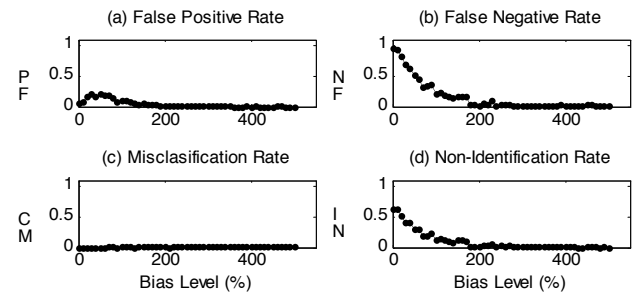 (a) False Positive Rate
1
0.5
0
P
F
0
200
400
(b) False Negative Rate
1
0.5
0
N
F
0
200
400
(c) Misclasification Rate
1
0.5
0
C
M
0
200
400
Bias Level (%)
(d) Non-Identification Rate
1
0.5
0
I
N
0
200
400
Bias Level (%)